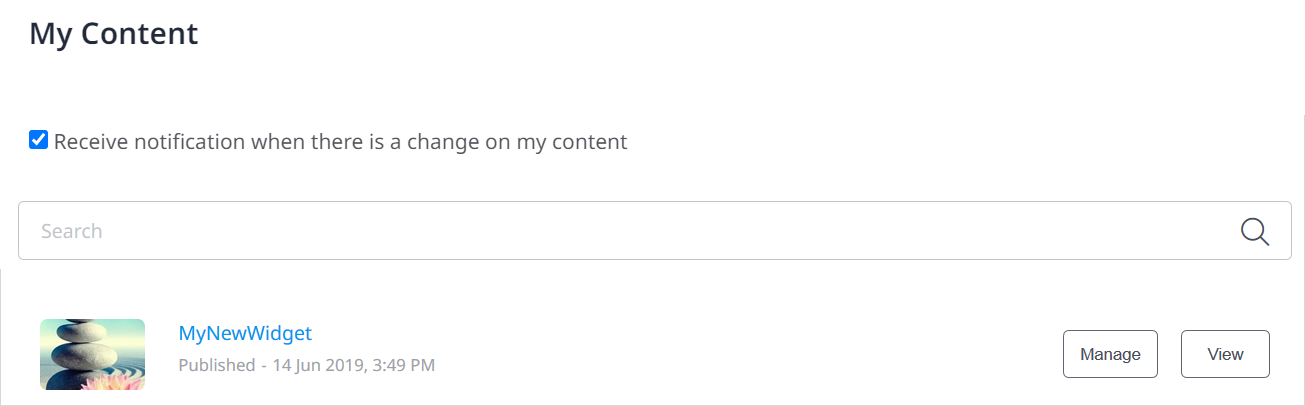 My Content
Receive notification when there is a change on my content
Search
MyNewWidget
Published - 14 Jun 2019, 3:49 PM
Manage
View